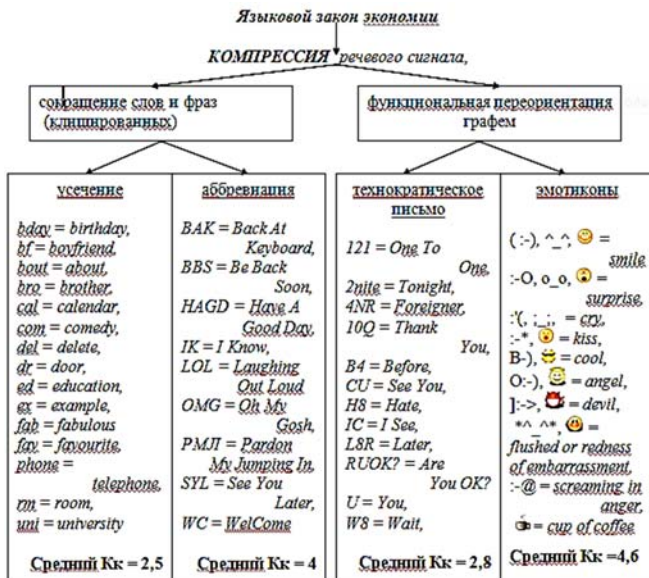 Языковой закон экономии
КОМПРЕССИЯ речевого сигнала,
сокращение слов и фраз
(клишированных)
функциональная переориентация
графем
усечение
bday = birthday,
bf = boyfriend,
bout = about,
bro = brother,
cal = calendar,
com = comedy,
del = delete,
dr = door,
ed = education,
ex = example,
fab = fabulous
fav = favourite,
phone =
telephone,
rm = room,
uni = university
Средний Кк = 2,5
аббревиация
BAK = Back At
Keyboard,
BBS = Be Back
Soon,
HAGD = Have A
Good Day,
IK = I Know,
LOL = Laughing
Out Loud
OMG = Oh My
Gosh,
PMJI = Pardon
My Jumping In,
SYL = See You
Later,
WC = WelCome
Средний Кк = 4
технократическое
письмо
121 = One To
One,
2nite = Tonight,
4NR = Foreigner,
10Q = Thank
You,
B4 = Before,
CU = See You,
H8 = Hate,
IC = I See,
L8R = Later,
RUOK? = Are
You OK?
U = You,
W8 = Wait,
Средний Кк = 2,8
эмотиконы
( :-), ^_^, =
smile
:-O, o_o, =
surprise,
:'(, ;_;, = cry,
:-*, = kiss,
B-), = cool,
O:-), = angel,
]:->, = devil,
*^_^*, =
flushed or redness
of embarrassment,
:-@ = screaming in
anger,
= cup of coffee
Средний Кк =4,6